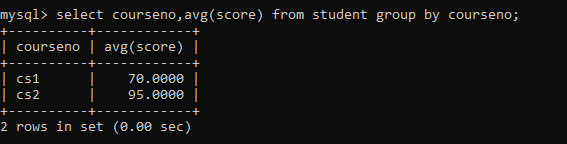 mysql> select courseno,avg(score) from student group by courseno;
+----------+------------+
| courseno | avg(score) |
+----------+------------+
| cs1      |    70.0000 |
| cs2      |    95.0000 |
+----------+------------+
2 rows in set (0.00 sec)